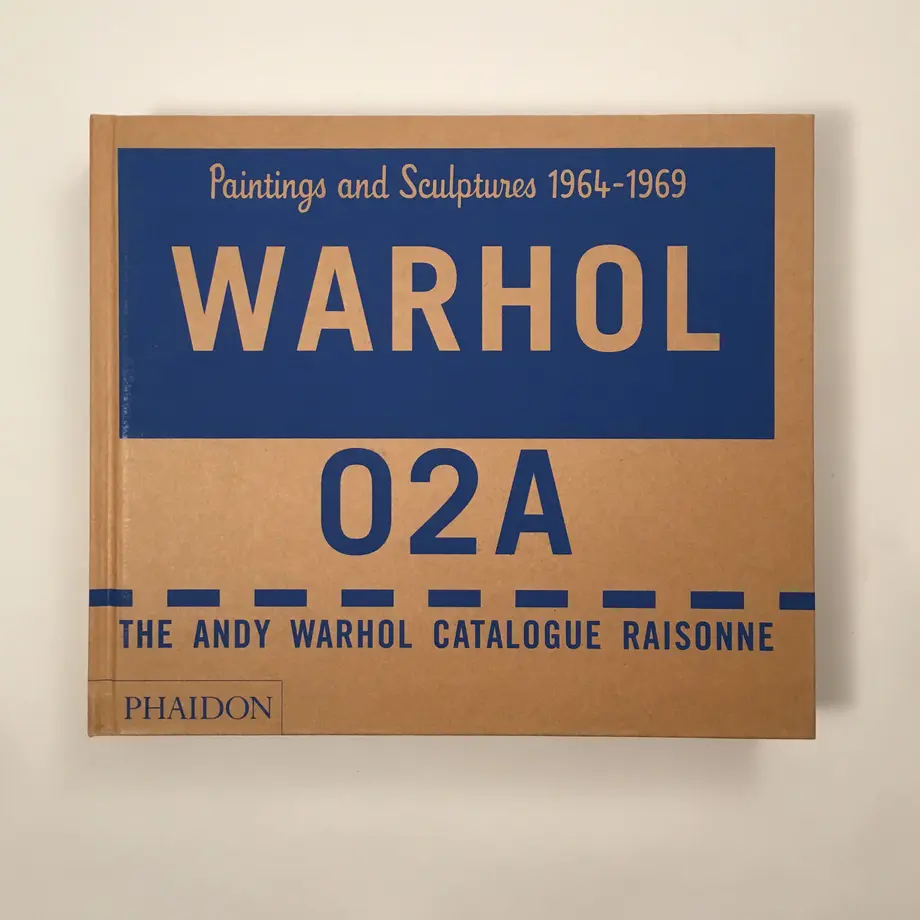 Paintings and Sculptures 1964-1969
WARHOL
02A
THE ANDY WARHOL CATALOGUE RAISONNE
PHAIDON